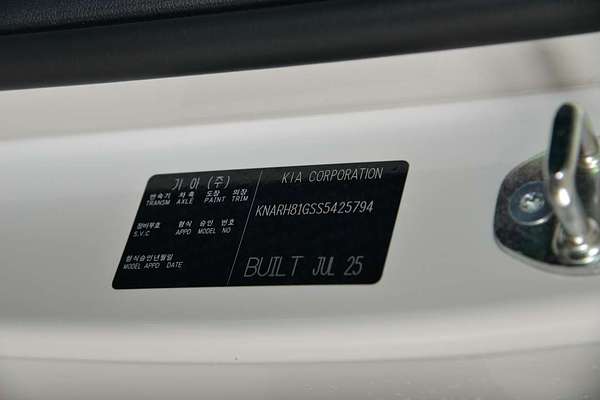 기 아 (주)
변속기 차 축 도장 의장
TRANSM AXLE PAINT TRIM
정비부호 형식 승인 번호
S.V.C APPD MODEL NO
형식승인년월일
MODEL APPD DATE
KIA CORPORATION
KNARH81GSS5425794
BUILT JUL 25